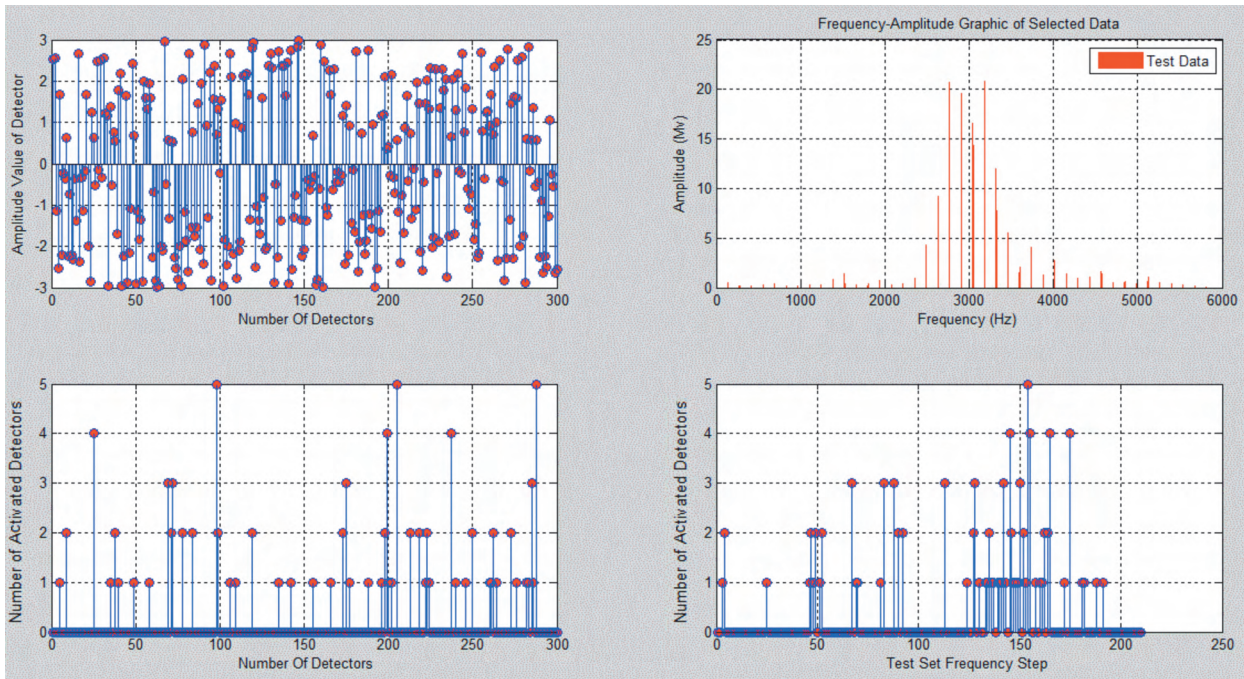 Amplitude Value of Detector
3
2
1
0
-1
-2
-3
0 50 100 150 200 250 300
Number Of Detectors
Frequency-Amplitude Graphic of Selected Data
Amplitude (Mv)
25
20
15
10
5
0
Test Data
0 1000 2000 3000 4000 5000 6000
Frequency (Hz)
Number of Activated Detectors
5
4
3
2
1
0
0 50 100 150 200 250 300
Number Of Detectors
Number of Activated Detectors
5
4
3
2
1
0
0 50 100 150 200 250
Test Set Frequency Step